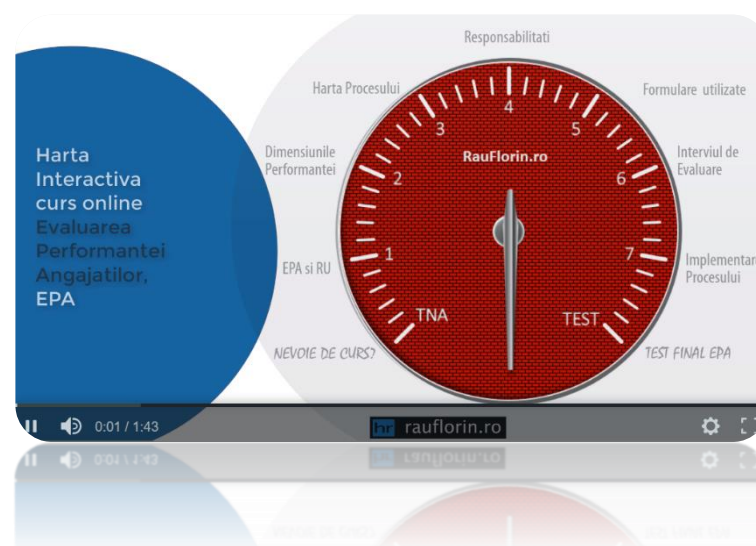 Harta
Interactiva
curs online
Evaluarea
Performantei
Angajatilor,
EPA
Responsabilitati
Harta Procesului
Formulare utilizate
Dimensiunile
Performantei
Interviul de
Evaluare
EPA si RU
Implementar
Procesului
NEVOIE DE CURS?
TEST FINAL EPA
RauFlorin.ro
TNA
1
2
3
4
5
6
7
TEST
0:01 / 1:43
hr rauflorin.ro